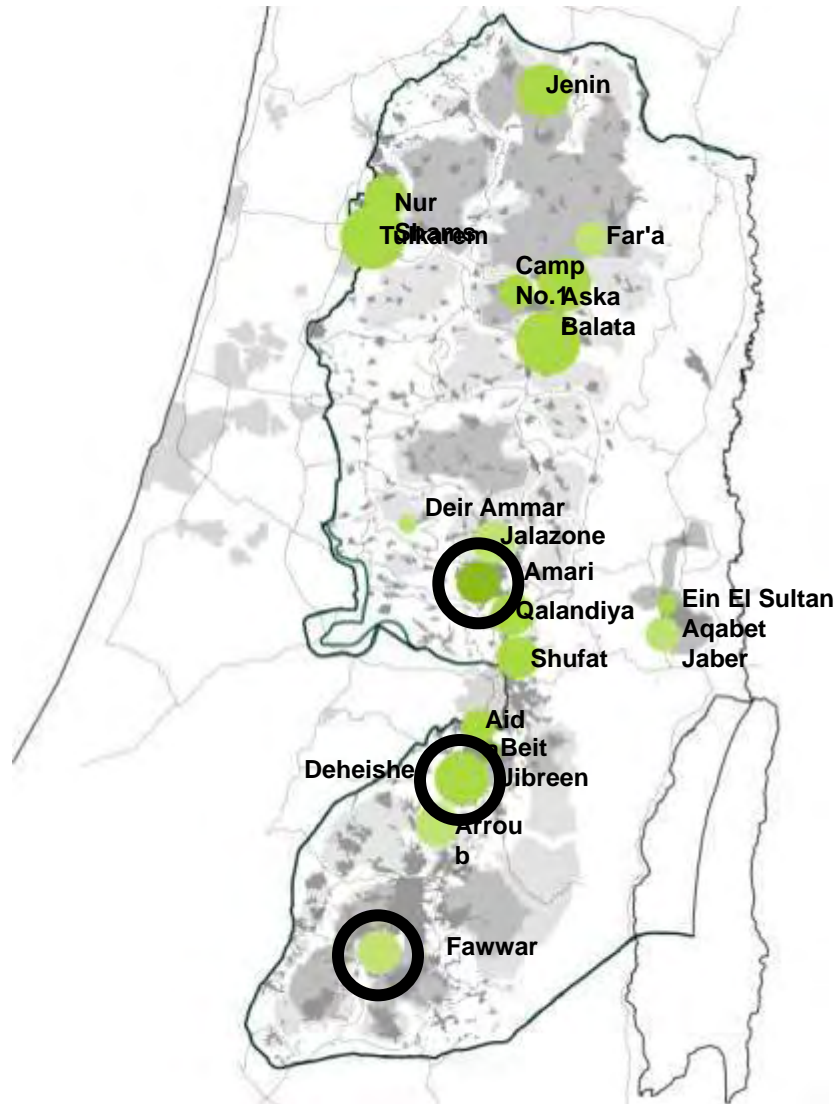 Jenin
Nur
Shams
Tulkarem
Far'a
Camp
No.1
Aska
Balata
Deir Ammar
Jalazone
Amari
Qalandiya
Ein El Sultan
Aqabet
Jaber
Shufat
Aid
Beit
Jibreen
Deheishe
Arrou
b
Fawwar